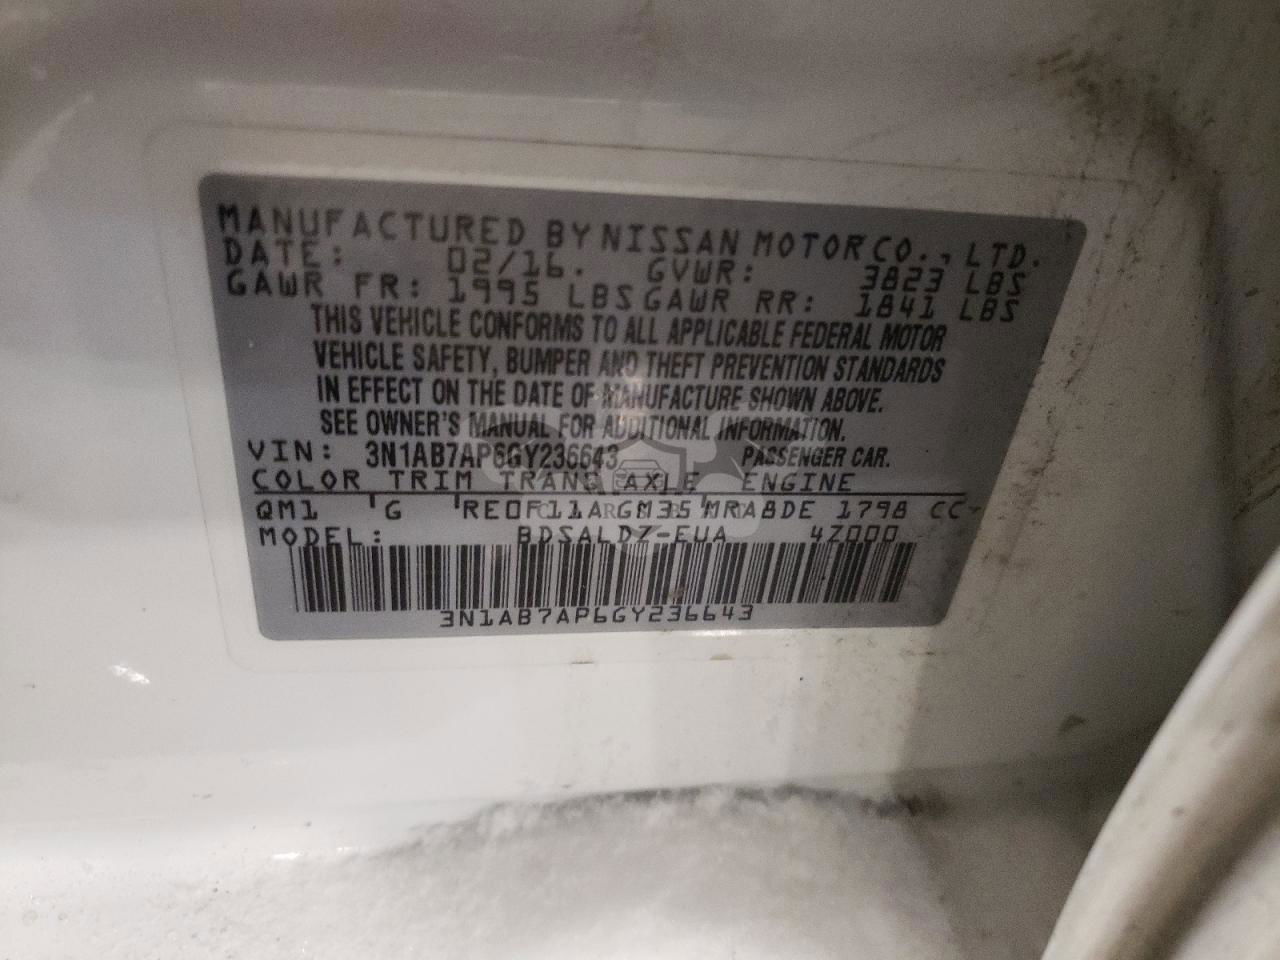 MANUFACTURED BY NISSAN MOTOR CO., LTD.
DATE: 02/16. GVWR: 3823 LBS
GAWR FR: 1995 LBS GAWR RR: 1841 LBS
THIS VEHICLE CONFORMS TO ALL APPLICABLE FEDERAL MOTOR
VEHICLE SAFETY, BUMPER AND THEFT PREVENTION STANDARDS
IN EFFECT ON THE DATE OF MANUFACTURE SHOWN ABOVE.
SEE OWNER'S MANUAL FOR ADDITIONAL INFORMATION.
VIN: 3N1AB7AP6GY236643 PASSENGER CAR.
COLOR TRIM TRANS AXLE ENGINE
QM1 G RE0F11A RGM35 MRA8DE 1798 CC
MODEL: BDSALDZ-EUA 4Z000
3N1AB7AP6GY236643